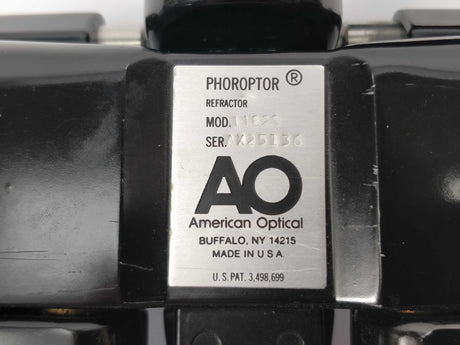 PHOROPTOR ®
REFRACTOR
MOD.
SER.
AO
American Optical
BUFFALO, NY 14215
MADE IN U S A
U.S. PAT. 3,498,699